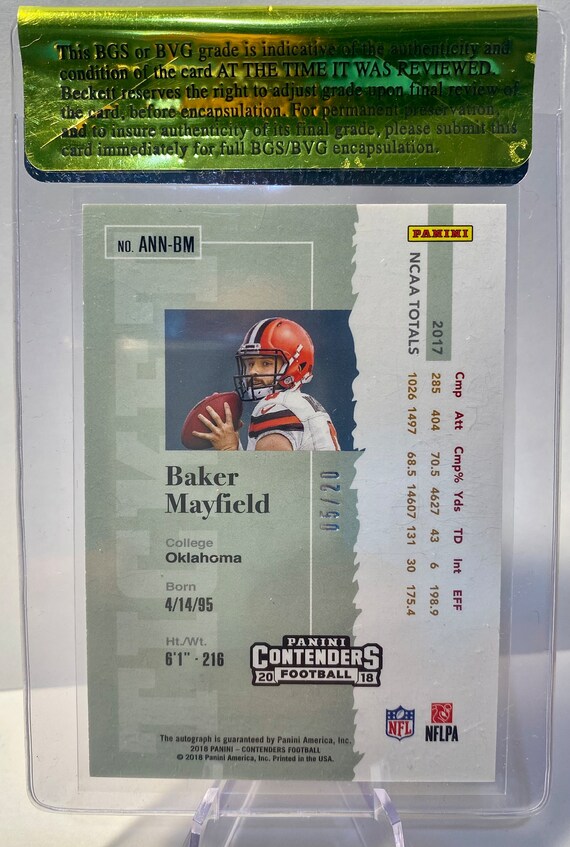 This BGS or BVG grade is indicative of the authenticity and
condition of the card AT THE TIME IT WAS REVIEWED.
Beckett reserves the right to adjust grade upon final review of
the card, before encapsulation. For permanent preservation,
and to insure authenticity of its final grade, please submit this
card immediately for full BGS/BVG encapsulation.
NO. ANN-BM
PANINI
Cmp Att Cmp% Yds TD Int EFF
2017 285 404 70.5 4627 43 6 198.9
NCAA TOTALS 1026 1497 68.5 14607 131 30 175.4
Baker
Mayfield
College
Oklahoma
Born
4/14/95
Ht./Wt.
6'1" - 216
PANINI
CONTENDERS
20 FOOTBALL 18
NFL
NFLPA
The autograph is guaranteed by Panini America, Inc.
2018 PANINI – CONTENDERS FOOTBALL
© 2018 Panini America, Inc. Printed in the USA.